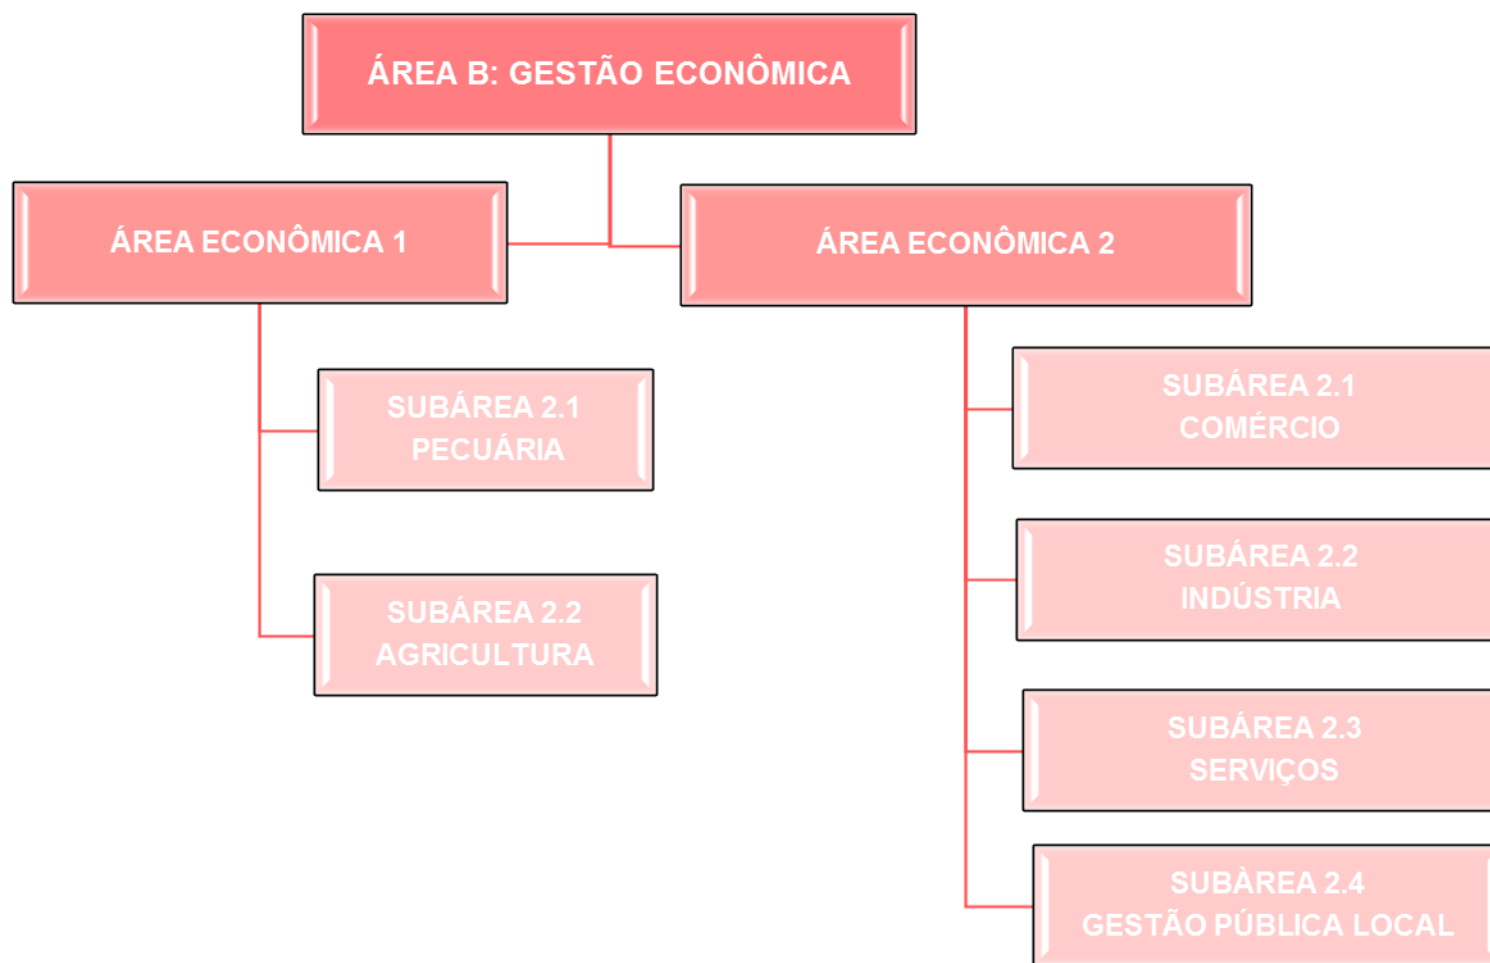 ÁREA B: GESTÃO ECONÔMICA
ÁREA ECONÔMICA 1
SUBÁREA 2.1
PECUÁRIA
SUBÁREA 2.2
AGRICULTURA
ÁREA ECONÔMICA 2
SUBÁREA 2.1
COMÉRCIO
SUBÁREA 2.2
INDÚSTRIA
SUBÁREA 2.3
SERVIÇOS
SUBÀREA 2.4
GESTÃO PÚBLICA LOCAL